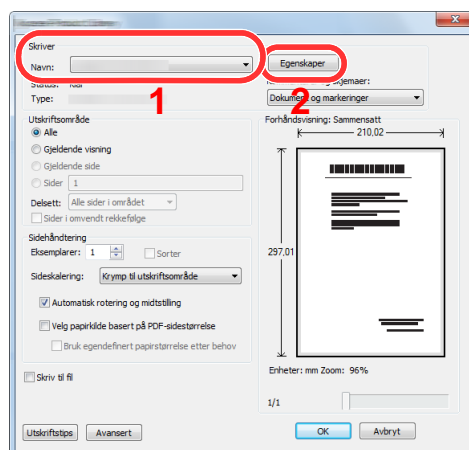 Skriver
Navn:
Egenskaper
Status: Klar
Type:
Dokument og markeringer
1
2
Utskriftsområde
Alle
Gjeldende visning
Gjeldende side
Sider 1
Delsett: Alle sider i området
Sider i omvendt rekkefølge
Forhåndsvisning: Sammensatt
210,02
297,01
Sidehåndtering
Eksemplarer: 1 Sorter
Sideskalering: Krymp til utskriftsområde
Automatisk rotering og midtstilling
Velg papirkilde basert på PDF-sidestørrelse
Bruk egendefinert papirstørrelse etter behov
Enheter: mm Zoom: 96%
Skriv til fil
1/1
Utskriftstips Avansert OK Avbryt